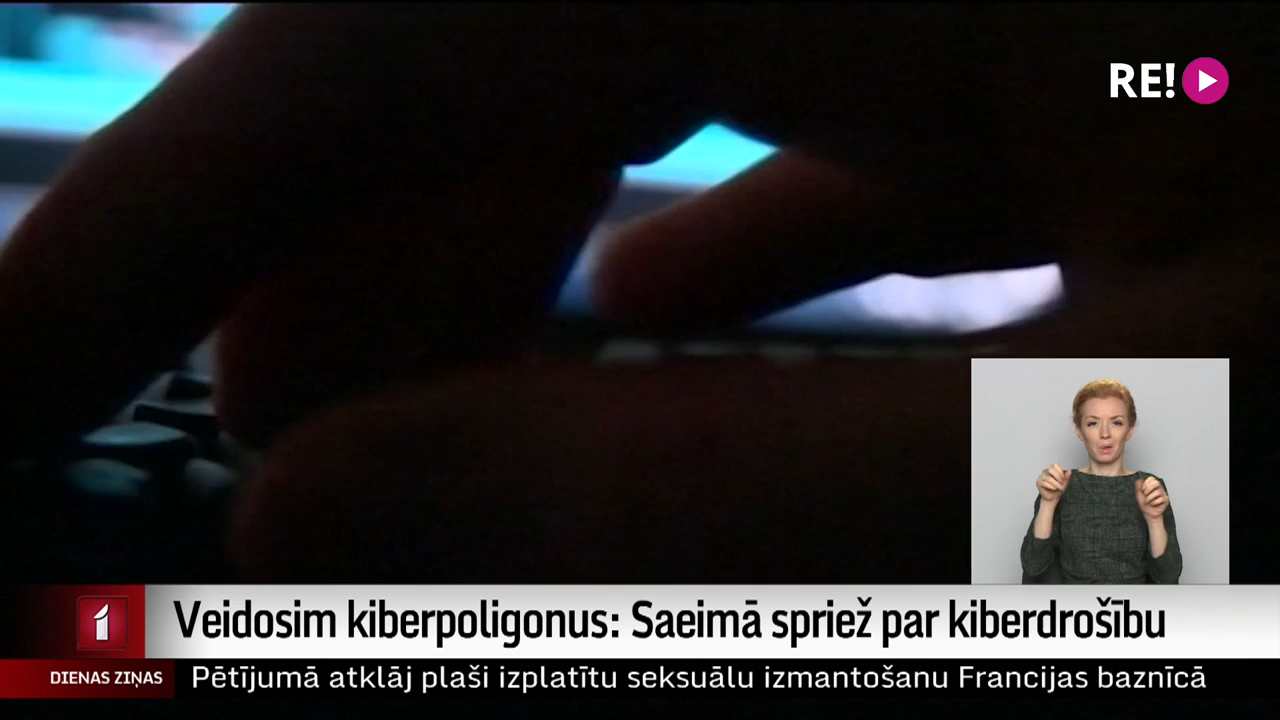 RE!
1
Veidosim kiberpoligonus: Saeimā spriež par kiberdrošību
DIENAS ZIŅAS
Pētījumā atklāj plaši izplatītu seksuālu izmantošanu Francijas baznīcā